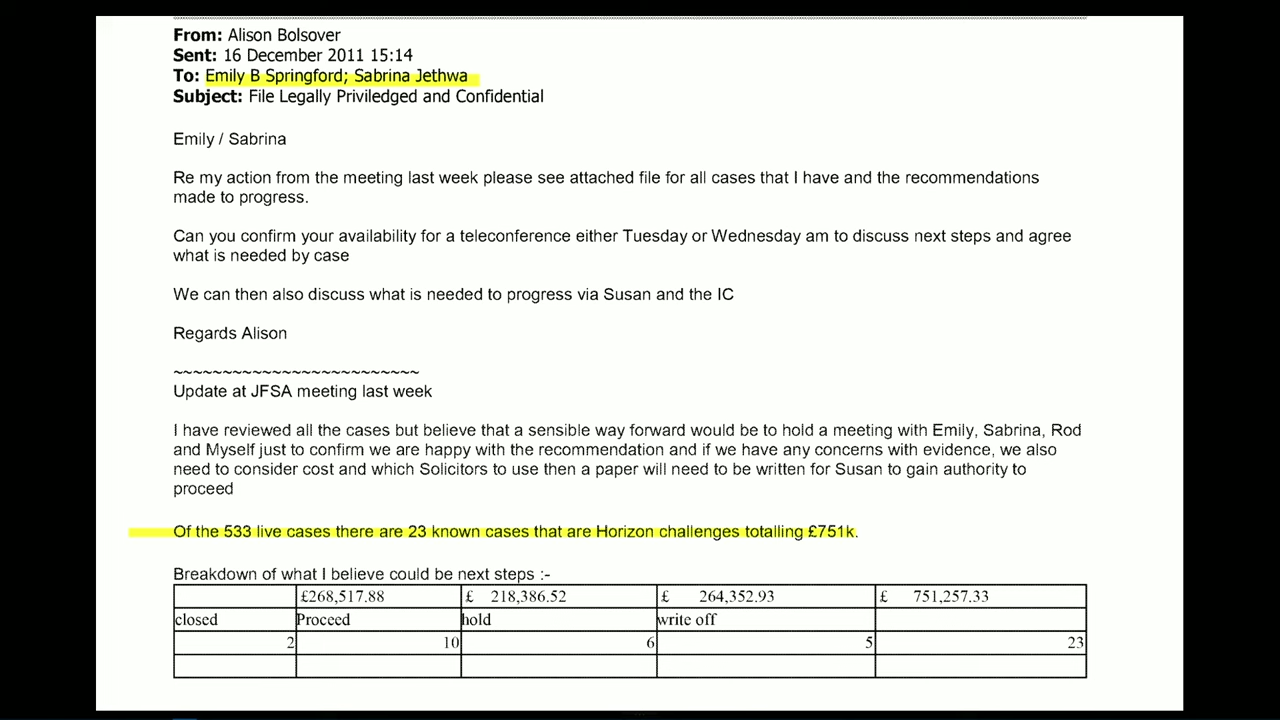 From: Alison Bolsover
Sent: 16 December 2011 15:14
To: Emily B Springford; Sabrina Jethwa
Subject: File Legally Priviledged and Confidential
Emily / Sabrina
Re my action from the meeting last week please see attached file for all cases that I have and the recommendations
made to progress.
Can you confirm your availability for a teleconference either Tuesday or Wednesday am to discuss next steps and agree
what is needed by case
We can then also discuss what is needed to progress via Susan and the IC
Regards Alison
~~~~~~~~~~~~~~~~~~~~~~~~~
Update at JFSA meeting last week
I have reviewed all the cases but believe that a sensible way forward would be to hold a meeting with Emily, Sabrina, Rod
and Myself just to confirm we are happy with the recommendation and if we have any concerns with evidence, we also
need to consider cost and which Solicitors to use then a paper will need to be written for Susan to gain authority to
proceed
Of the 533 live cases there are 23 known cases that are Horizon challenges totalling £751k.
Breakdown of what I believe could be next steps :-
£268,517.88 £ 218,386.52 £ 264,352.93 £ 751,257.33
closed Proceed hold write off
2 10 6 5 23